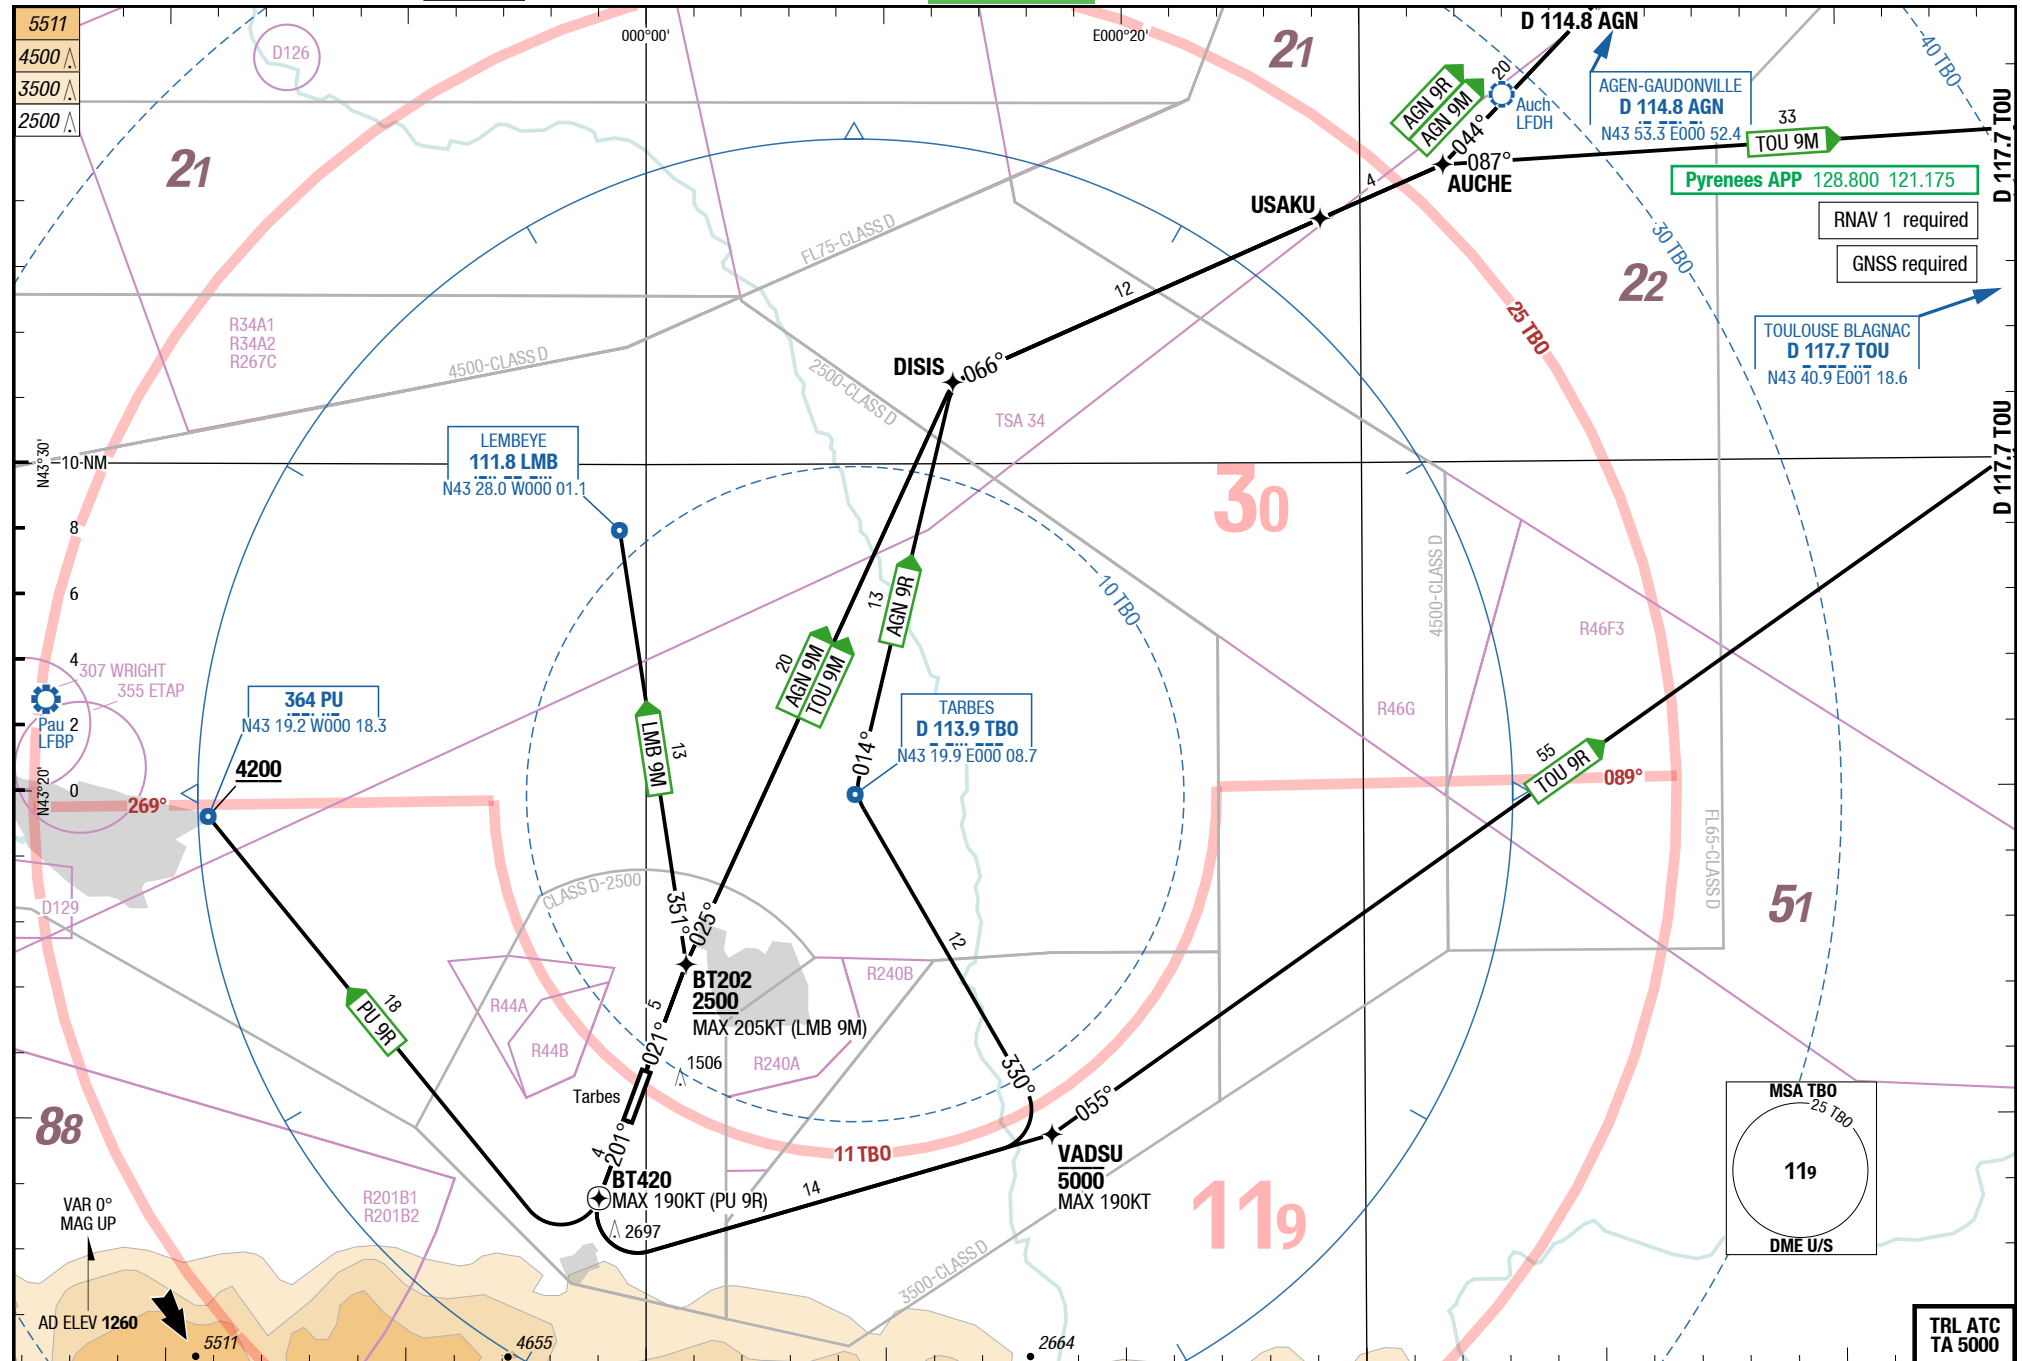 5511
4500
3500
2500
000°00'
E000°20'
D126
21
21
D 114.8 AGN
40 TBO
20
AGN 9R
AGN 9M
044°
Auch
LFDH
AGEN-GAUDONVILLE
D 114.8 AGN
N43 53.3 E000 52.4
33
TOU 9M
D 117.7 TOU
087°
AUCHE
4
USAKU
Pyrenees APP 128.800 121.175
RNAV 1 required
GNSS required
30 TBO
22
25 TBO
TOULOUSE BLAGNAC
D 117.7 TOU
N43 40.9 E001 18.6
FL75-CLASS D
12
R34A1
R34A2
R267C
4500-CLASS D
2500-CLASS D
DISIS
066°
TSA 34
LEMBEYE
111.8 LMB
N43 28.0 W000 01.1
N43°30'
10 NM
8
6
4
2
0
N43°20'
30
D 117.7 TOU
10 TBO
4500-CLASS D
R46F3
R46G
13
AGN 9R
20
AGN 9M
TOU 9M
307 WRIGHT
355 ETAP
Pau
LFBP
364 PU
N43 19.2 W000 18.3
4200
269°
LMB 9M
13
014°
TARBES
D 113.9 TBO
N43 19.9 E000 08.7
55
TOU 9R
089°
FL65-CLASS D
D129
CLASS D-2500
351°
025°
12
51
BT202
2500
MAX 205KT (LMB 9M)
5
021°
R240B
R240A
R44A
R44B
1506
Tarbes
18
PU 9R
330°
055°
88
4
201°
BT420
MAX 190KT (PU 9R)
2697
11 TBO
14
VADSU
5000
MAX 190KT
119
MSA TBO
25 TBO
119
DME U/S
R201B1
R201B2
VAR 0°
MAG UP
AD ELEV 1260
5511
4655
2664
3500-CLASS D
TRL ATC
TA 5000